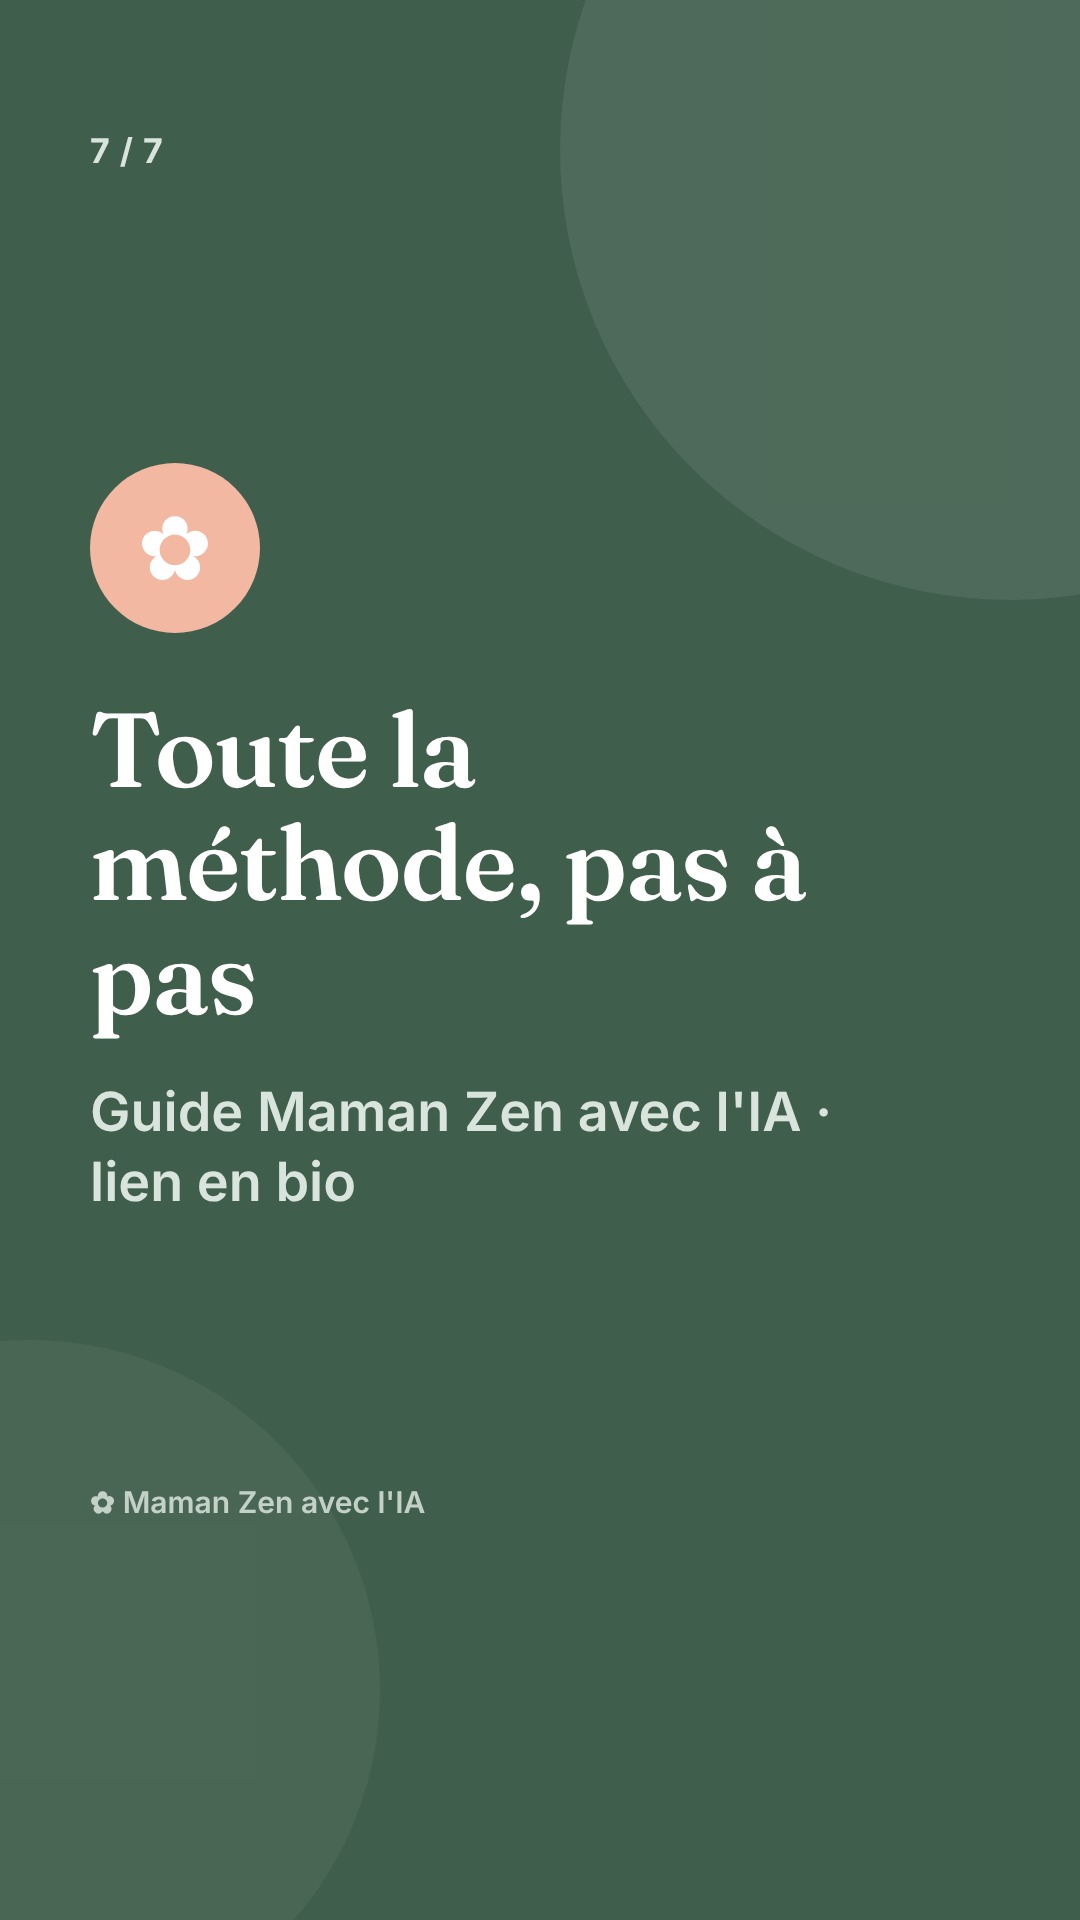 7 / 7
Toute la
méthode, pas à
pas
Guide Maman Zen avec l'IA ·
lien en bio
✿ Maman Zen avec l'IA